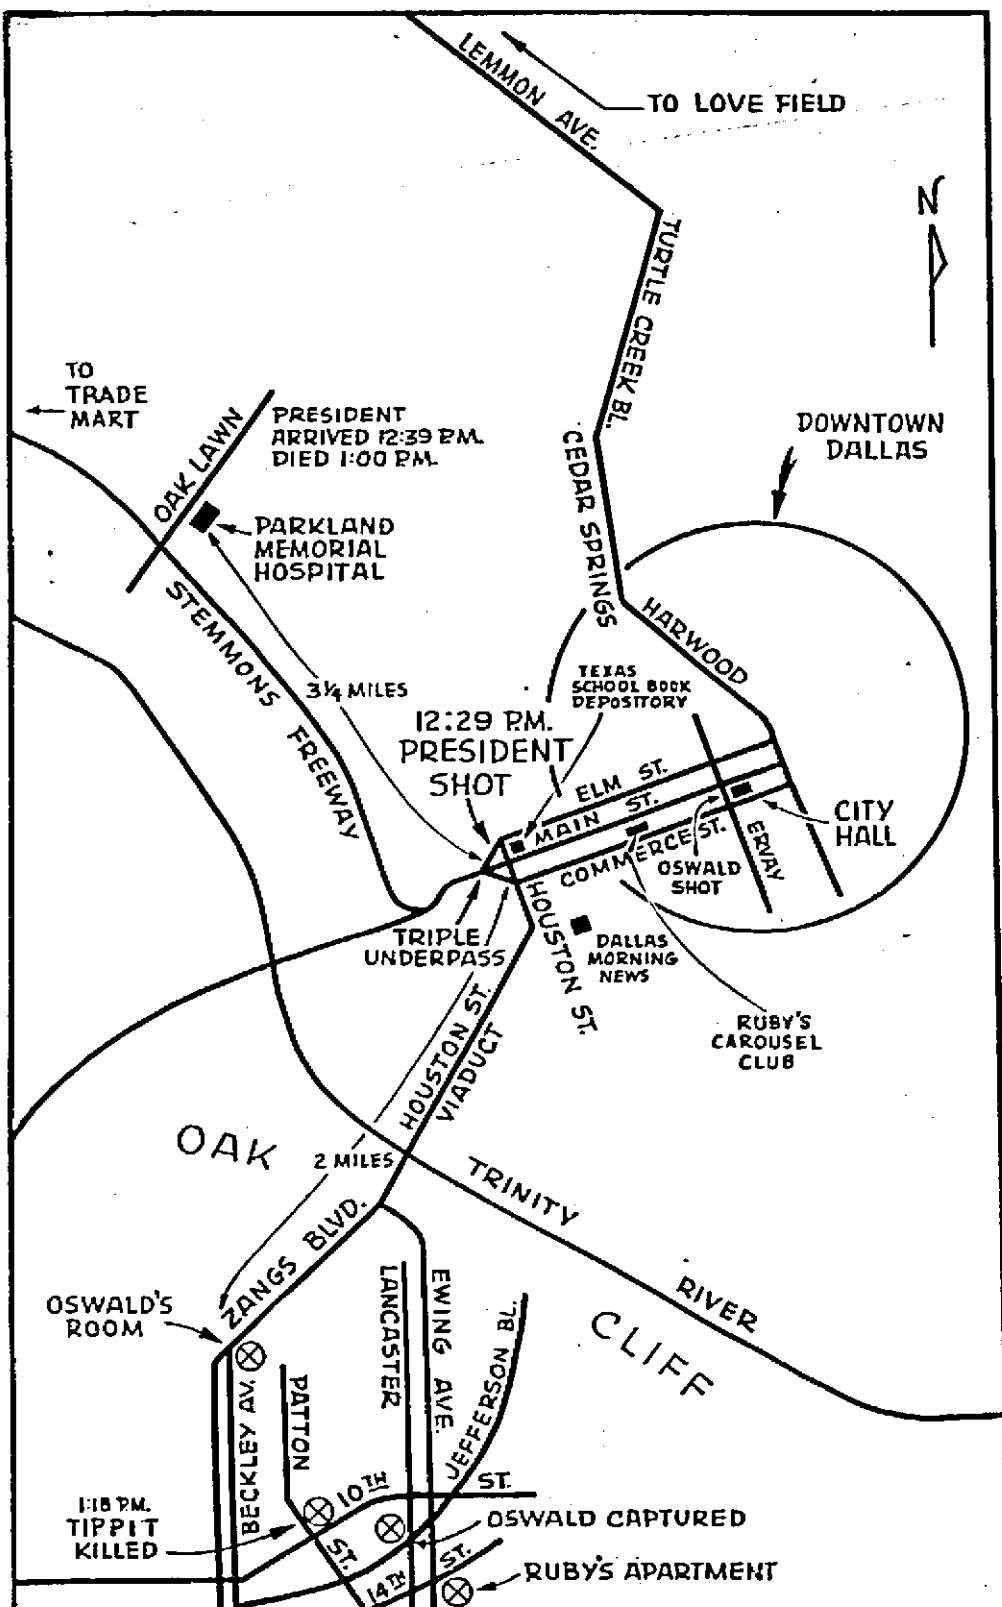 LEMMON AVE.
TO LOVE FIELD
N
TURTLE CREEK BL.
TO
TRADE
MART
OAK LAWN
PRESIDENT
ARRIVED 12:39 P.M.
DIED 1:00 P.M.
DOWNTOWN
DALLAS
CEDAR SPRINGS
PARKLAND
MEMORIAL
HOSPITAL
STEMMONS FREEWAY
HARWOOD
3¼ MILES
TEXAS
SCHOOL BOOK
DEPOSITORY
12:29 P.M.
PRESIDENT
SHOT
ELM ST.
MAIN ST.
COMMERCE ST.
CITY
HALL
OSWALD
SHOT
ERVAY
HOUSTON ST.
TRIPLE
UNDERPASS
DALLAS
MORNING
NEWS
RUBY'S
CAROUSEL
CLUB
HOUSTON ST.
VIADUCT
OAK
2 MILES
TRINITY
RIVER
ZANGS BLVD.
OSWALD'S
ROOM
LANCASTER
EWING AVE.
JEFFERSON BL.
CLIFF
BECKLEY AV.
PATTON
ST.
10TH
ST.
1:18 P.M.
TIPPIT
KILLED
OSWALD CAPTURED
14TH
ST.
RUBY'S APARTMENT